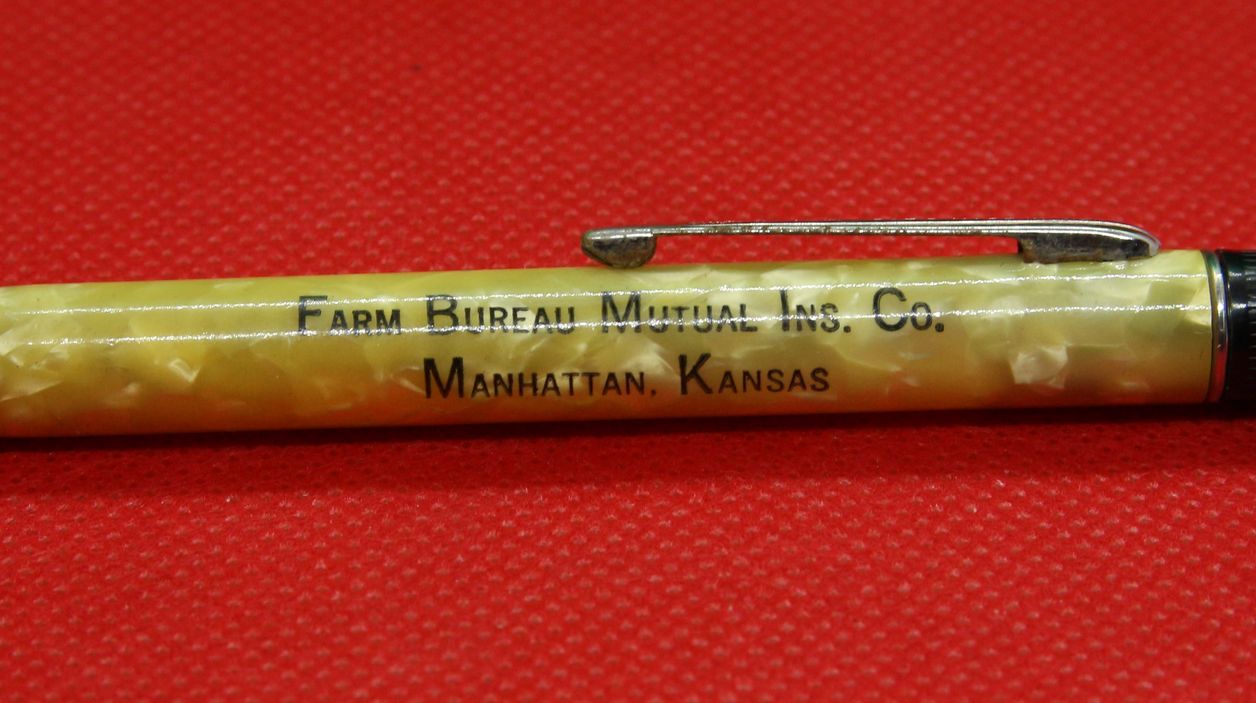 Farm Bureau Mutual Ins. Co.
Manhattan, Kansas